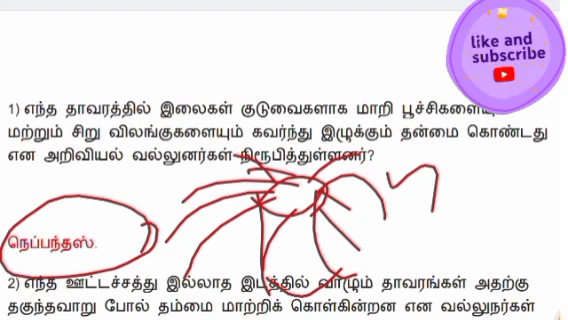 like and
subscribe
1) எந்த தாவரத்தில் இலைகள் குடுவைகளாக மாறி பூச்சிகளையும்
மற்றும் சிறு விலங்குகளையும் கவர்ந்து இழுக்கும் தன்மை கொண்டது
என அறிவியல் வல்லுனர்கள் நிரூபித்துள்ளனர்?
நெப்பந்தஸ்.
2) எந்த ஊட்டச்சத்து இல்லாத இடத்தில் வாழும் தாவரங்கள் அதற்கு
தகுந்தவாறு போல் தம்மை மாற்றிக் கொள்கின்றன என வல்லுநர்கள்